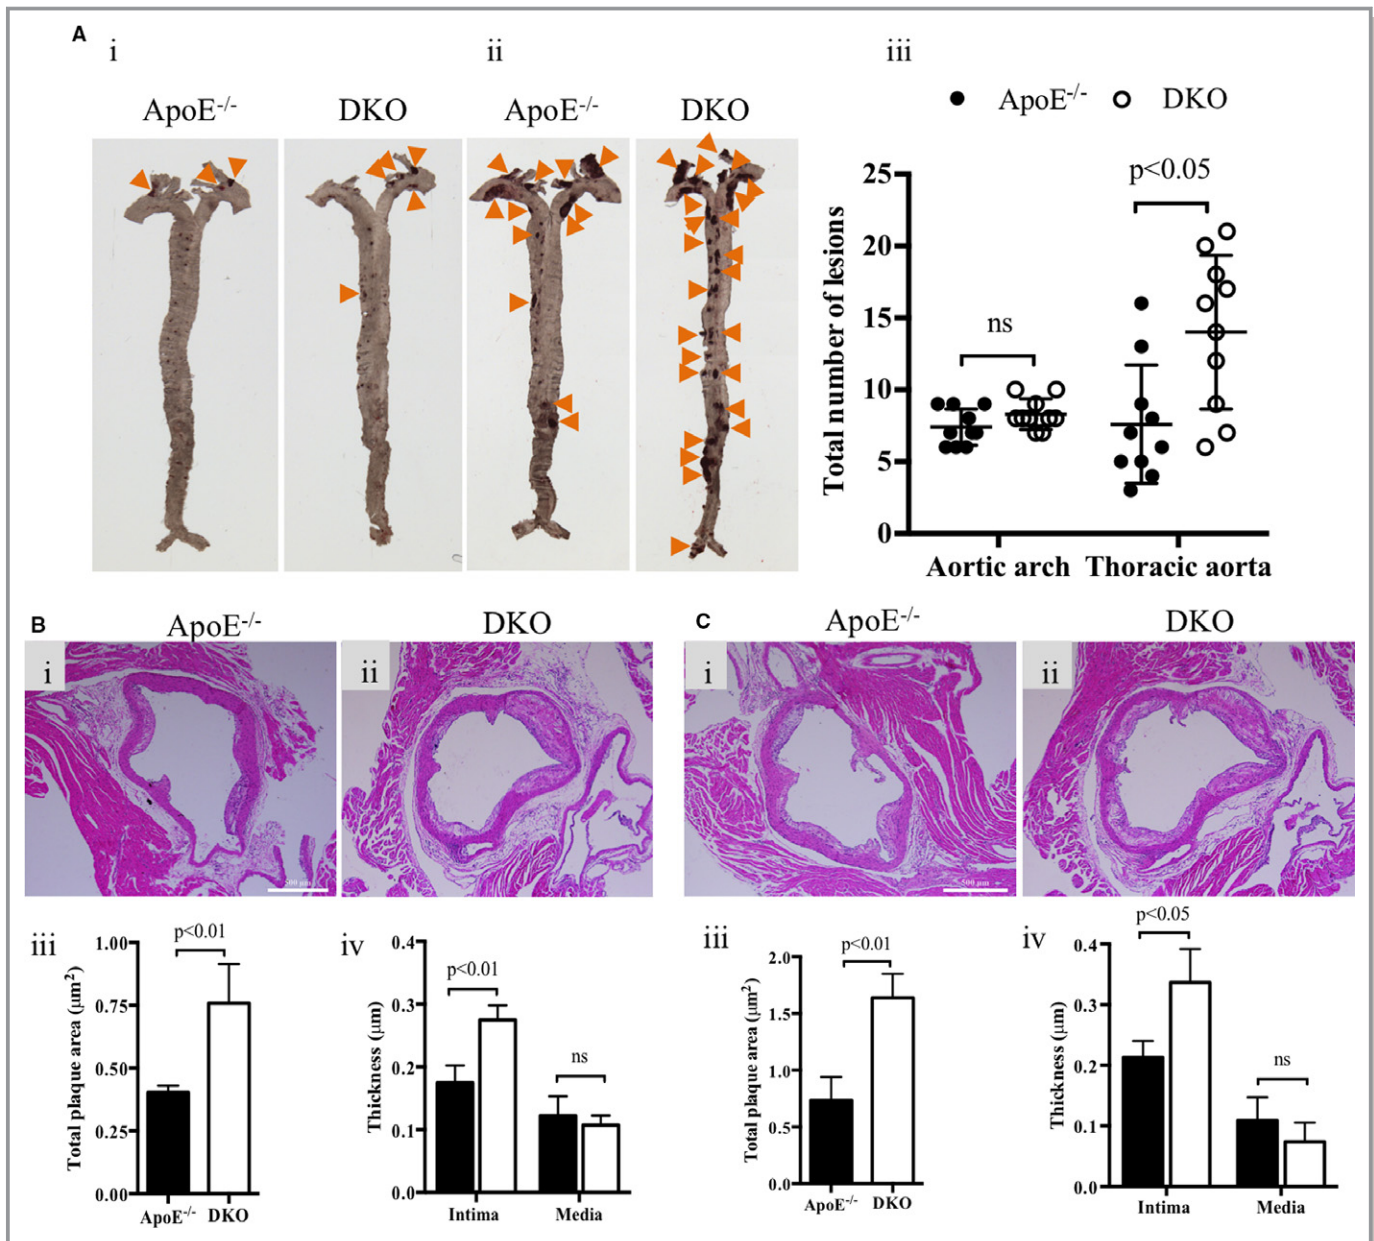 A
i
ii
iii
ApoE-/-
DKO
ApoE-/-
DKO
ApoE-/- DKO
p<0.05
ns
Total number of lesions
25
20
15
10
5
0
Aortic arch Thoracic aorta
B
ApoE-/-
DKO
i
ii
500 μm
C
ApoE-/-
DKO
i
ii
500 μm
iii
p<0.01
Total plaque area (μm2)
1.00
0.75
0.50
0.25
0.00
ApoE-/- DKO
iv
p<0.01
ns
Thickness (μm)
0.4
0.3
0.2
0.1
0.0
Intima Media
iii
p<0.01
Total plaque area (μm2)
2.0
1.5
1.0
0.5
0.0
ApoE-/- DKO
iv
p<0.05
ns
Thickness (μm)
0.4
0.3
0.2
0.1
0.0
Intima Media